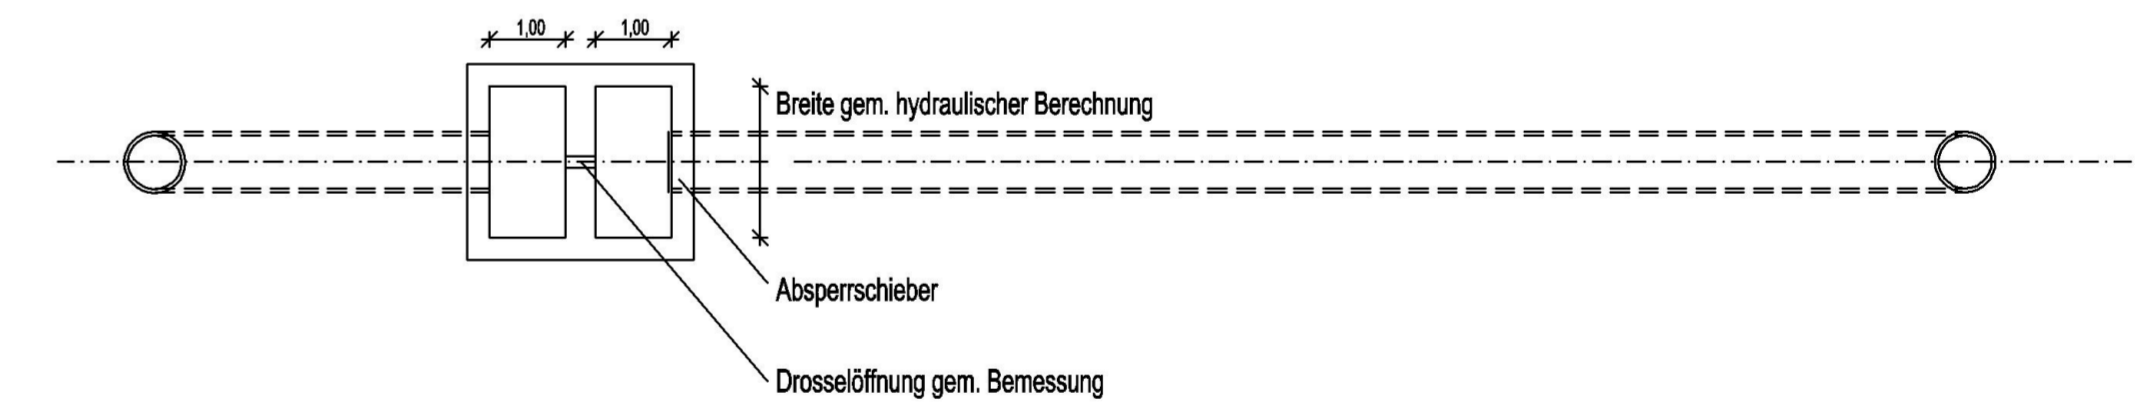 1,00 1,00
Breite gem. hydraulischer Berechnung
Absperrschieber
Drosselöffnung gem. Bemessung